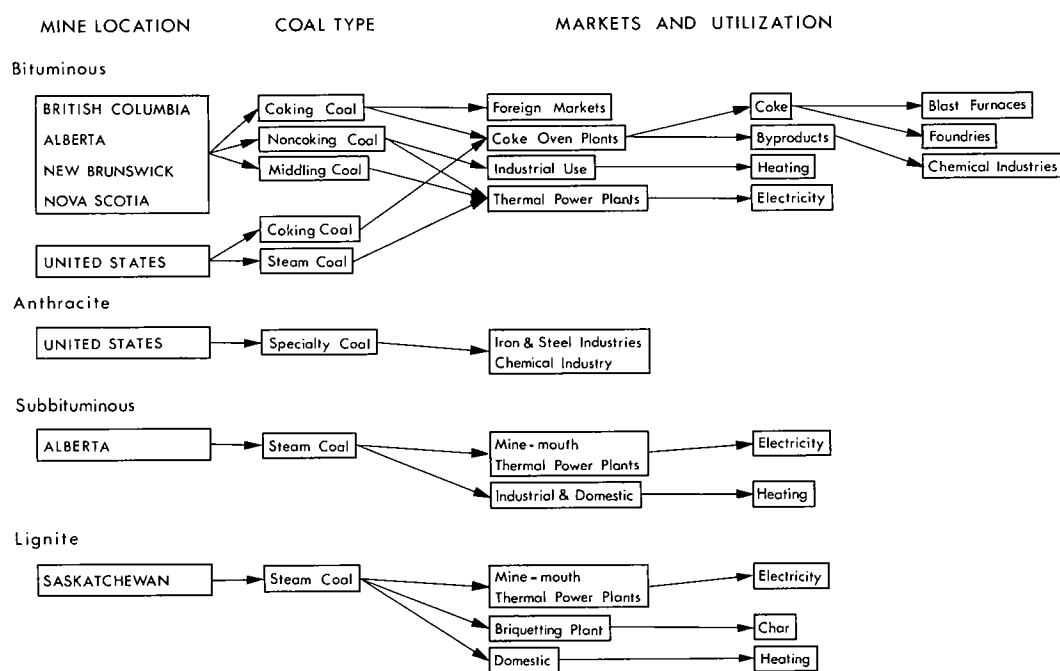 MINE LOCATION COAL TYPE MARKETS AND UTILIZATION
Bituminous
BRITISH COLUMBIA
ALBERTA
NEW BRUNSWICK
NOVA SCOTIA
Coking Coal
Noncoking Coal
Middling Coal
Foreign Markets
Coke Oven Plants
Industrial Use
Thermal Power Plants
Coke
Byproducts
Heating
Electricity
Blast Furnaces
Foundries
Chemical Industries
UNITED STATES
Coking Coal
Steam Coal
Anthracite
UNITED STATES
Specialty Coal
Iron & Steel Industries
Chemical Industry
Subbituminous
ALBERTA
Steam Coal
Mine-mouth
Thermal Power Plants
Electricity
Industrial & Domestic
Heating
Lignite
SASKATCHEWAN
Steam Coal
Mine-mouth
Thermal Power Plants
Electricity
Briquetting Plant
Char
Domestic
Heating